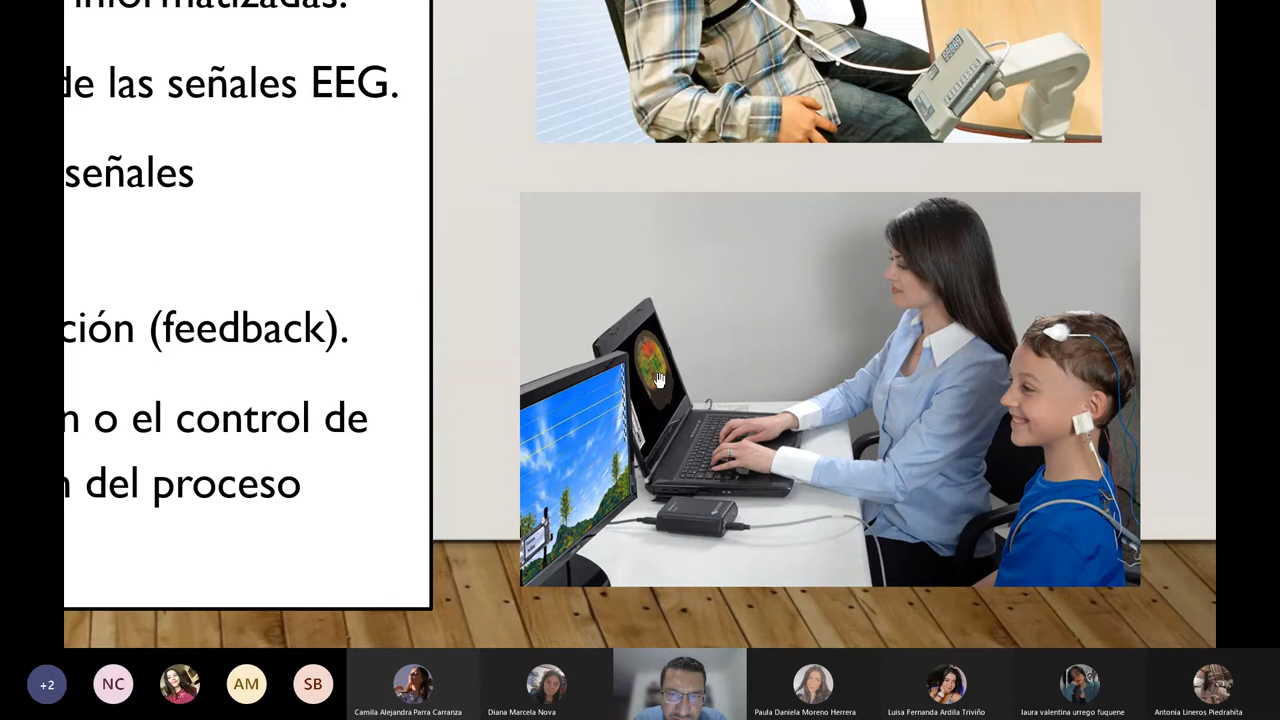 informatizadas.
de las señales EEG.
señales
ción (feedback).
n o el control de
n del proceso
+2
NC
AM
SB
Camila Alejandra Parra Carranza
Diana Marcela Nova
Paula Daniela Moreno Herrera
Luisa Fernanda Ardila Triviño
laura valentina urrego fuquene
Antonia Lineros Piedrahita